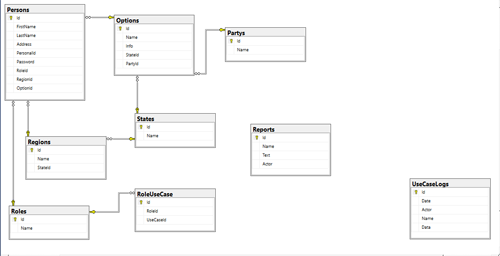 Persons
Id
FirstName
LastName
Address
PersonalId
Password
RoleId
RegionId
OptionId
Options
Id
Name
Info
StateId
PartyId
Partys
Id
Name
States
Id
Name
Regions
Id
Name
StateId
Reports
Id
Name
Text
Actor
RoleUseCase
Id
RoleId
UseCaseId
Roles
Id
Name
UseCaseLogs
Id
Date
Actor
Name
Data